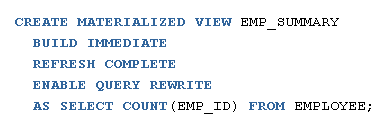 CREATE MATERIALIZED VIEW EMP_SUMMARY
BUILD IMMEDIATE
REFRESH COMPLETE
ENABLE QUERY REWRITE
AS SELECT COUNT(EMP_ID) FROM EMPLOYEE;